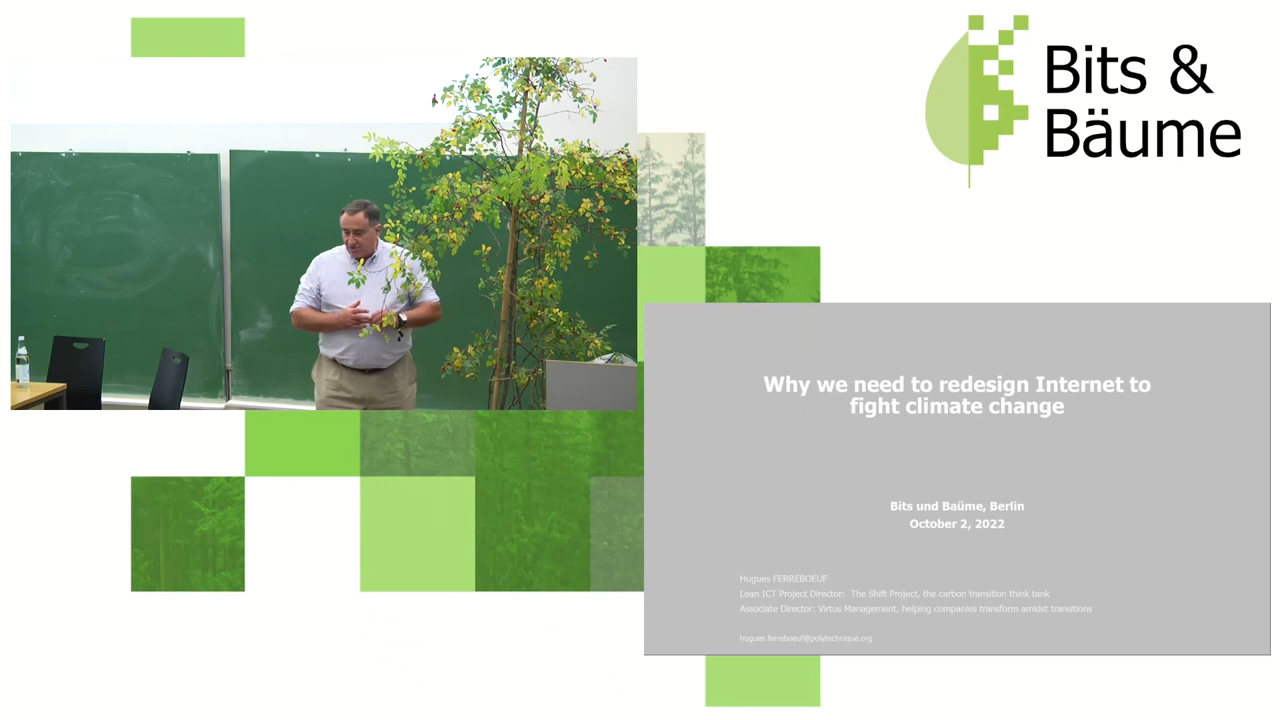 Bits &
Bäume
Why we need to redesign Internet to
fight climate change
Bits und Baüme, Berlin
October 2, 2022
Hugues FERREBOEUF
Lean ICT Project Director:  The Shift Project, the carbon transition think tank
Associate Director: Virtus Management, helping companies transform amidst transitions
hugues.ferreboeuf@polytechnique.org